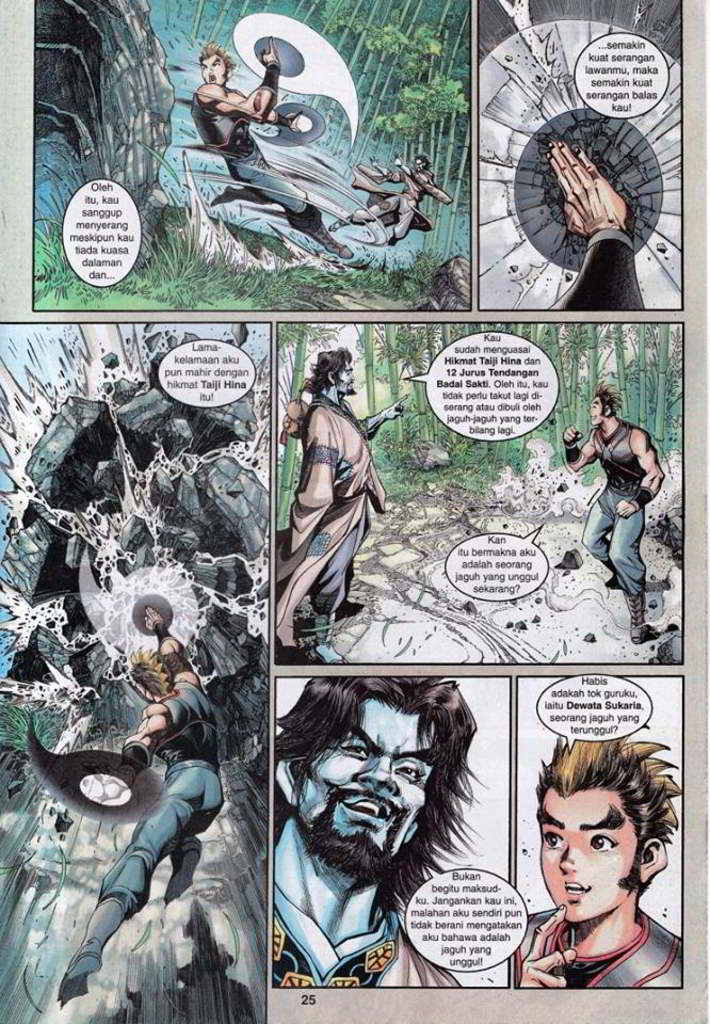 Oleh
itu, kau
sanggup
menyerang
meskipun kau
tiada kuasa
dalaman
dan...
...semakin
kuat serangan
lawanmu, maka
semakin kuat
serangan balas
kau!
Lama-
kelamaan aku
pun mahir dengan
hikmat Taiji Hina
itu!
Kau
sudah menguasai
Hikmat Taiji Hina dan
12 Jurus Tendangan
Badai Sakti. Oleh itu, kau
tidak perlu takut lagi di-
serang atau dibuli oleh
jaguh-jaguh yang ter-
bilang lagi.
Kan
itu bermakna aku
adalah seorang
jaguh yang unggul
sekarang?
Bukan
begitu maksud-
ku. Jangankan kau ini,
malahan aku sendiri pun
tidak berani mengatakan
aku bahawa adalah
jaguh yang
unggul!
Habis
adakah tok guruku,
iaitu Dewata Sukaria,
seorang jaguh yang
terunggul?
25